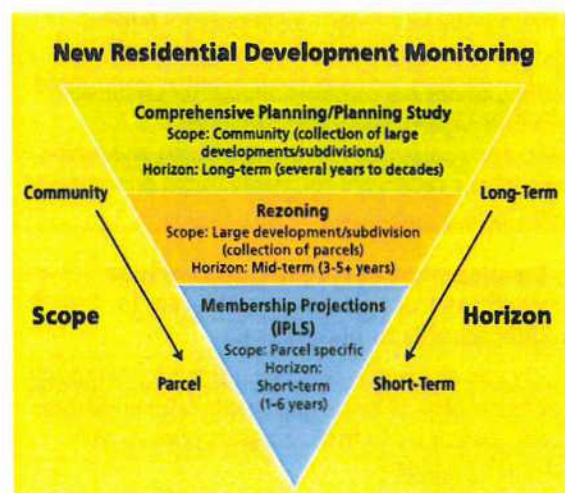 New Residential Development Monitoring
Comprehensive Planning/Planning Study
Scope: Community (collection of large
developments/subdivisions)
Horizon: Long-term (several years to decades)
Community
Long-Term
Rezoning
Scope: Large development/subdivision
(collection of parcels)
Horizon: Mid-term (3-5+ years)
Scope
Horizon
Membership Projections
(IPLS)
Scope: Parcel specific
Horizon:
Short-term
(1-6 years)
Parcel
Short-Term